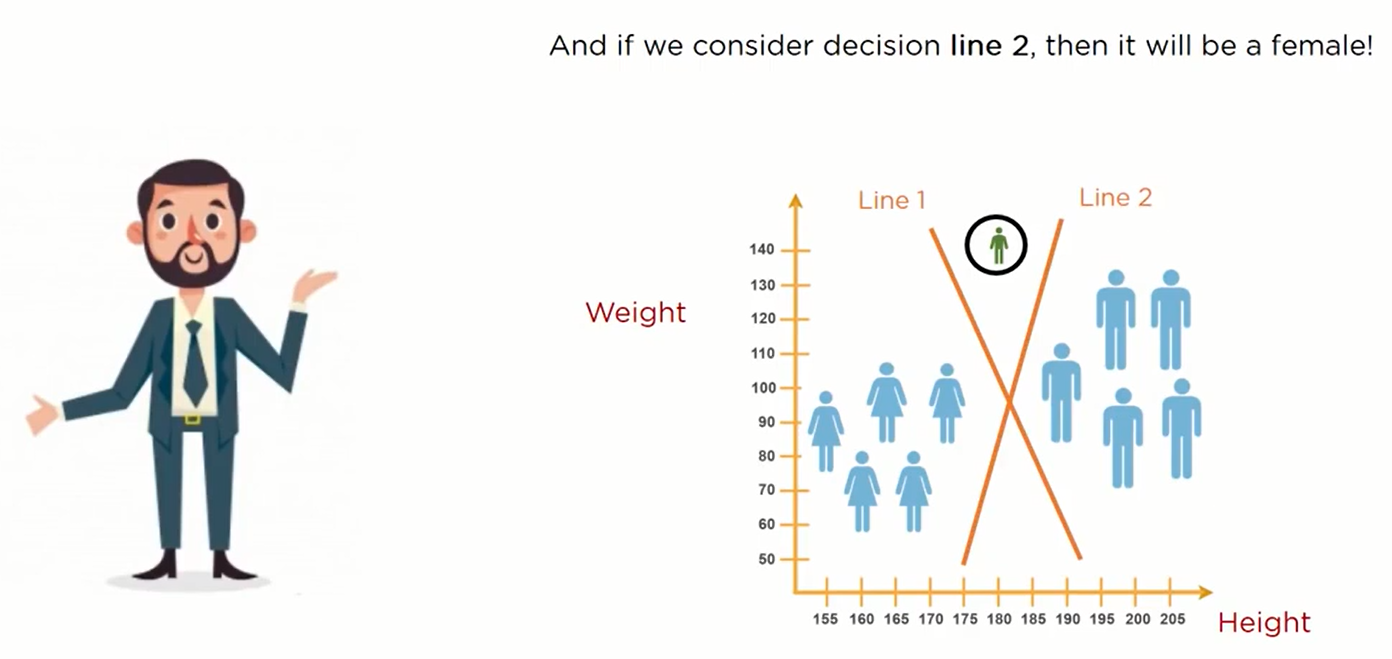 And if we consider decision line 2, then it will be a female!
Line 1
Line 2
Weight
140
130
120
110
100
90
80
70
60
50
155 160 165 170 175 180 185 190 195 200 205
Height